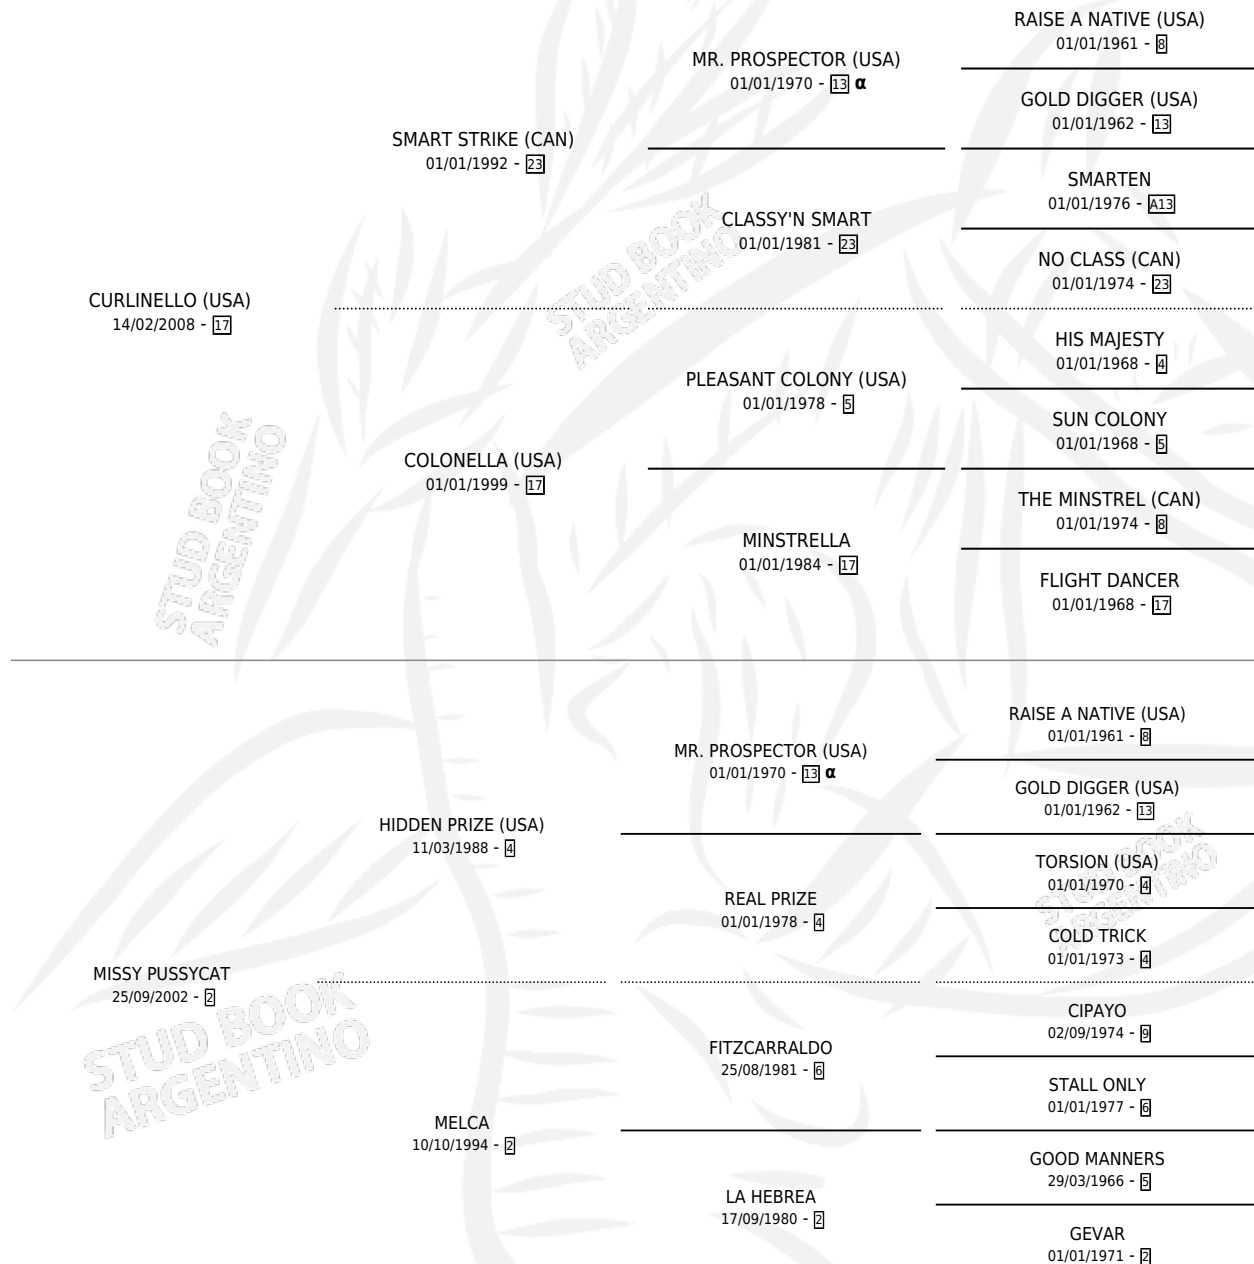 RAISE A NATIVE (USA)
01/01/1961 - 8
MR. PROSPECTOR (USA)
01/01/1970 - 13 α
GOLD DIGGER (USA)
01/01/1962 - 13
SMART STRIKE (CAN)
01/01/1992 - 23
SMARTEN
01/01/1976 - A13
CLASSY'N SMART
01/01/1981 - 23
NO CLASS (CAN)
01/01/1974 - 23
CURLINELLO (USA)
14/02/2008 - 17
HIS MAJESTY
01/01/1968 - 4
PLEASANT COLONY (USA)
01/01/1978 - 5
SUN COLONY
01/01/1968 - 5
COLONELLA (USA)
01/01/1999 - 17
THE MINSTREL (CAN)
01/01/1974 - 8
MINSTRELLA
01/01/1984 - 17
FLIGHT DANCER
01/01/1968 - 17
STUD BOOK
ARGENTINO
STUD BOOK
ARGENTINO
RAISE A NATIVE (USA)
01/01/1961 - 8
MR. PROSPECTOR (USA)
01/01/1970 - 13 α
GOLD DIGGER (USA)
01/01/1962 - 13
HIDDEN PRIZE (USA)
11/03/1988 - 4
TORSION (USA)
01/01/1970 - 4
REAL PRIZE
01/01/1978 - 4
COLD TRICK
01/01/1973 - 4
MISSY PUSSYCAT
25/09/2002 - 2
CIPAYO
02/09/1974 - 9
FITZCARRALDO
25/08/1981 - 6
STALL ONLY
01/01/1977 - 6
MELCA
10/10/1994 - 2
GOOD MANNERS
29/03/1966 - 5
LA HEBREA
17/09/1980 - 2
GEVAR
01/01/1971 - 2
STUD BOOK
ARGENTINO
STUD BOOK
ARGENTINO